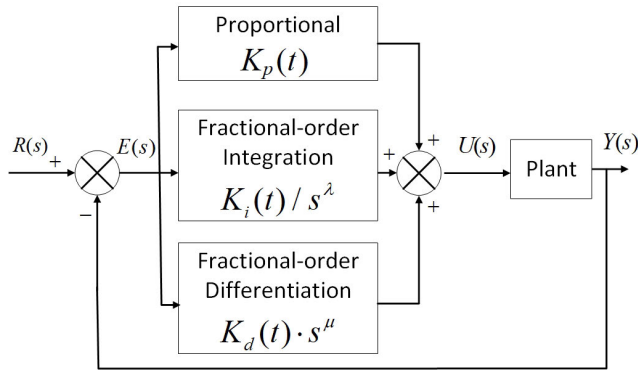 Proportional
K_p(t)
R(s)
+
E(s)
Fractional-order
Integration
K_i(t) / s^λ
+
+
+
U(s)
Plant
Y(s)
−
Fractional-order
Differentiation
K_d(t) · s^μ